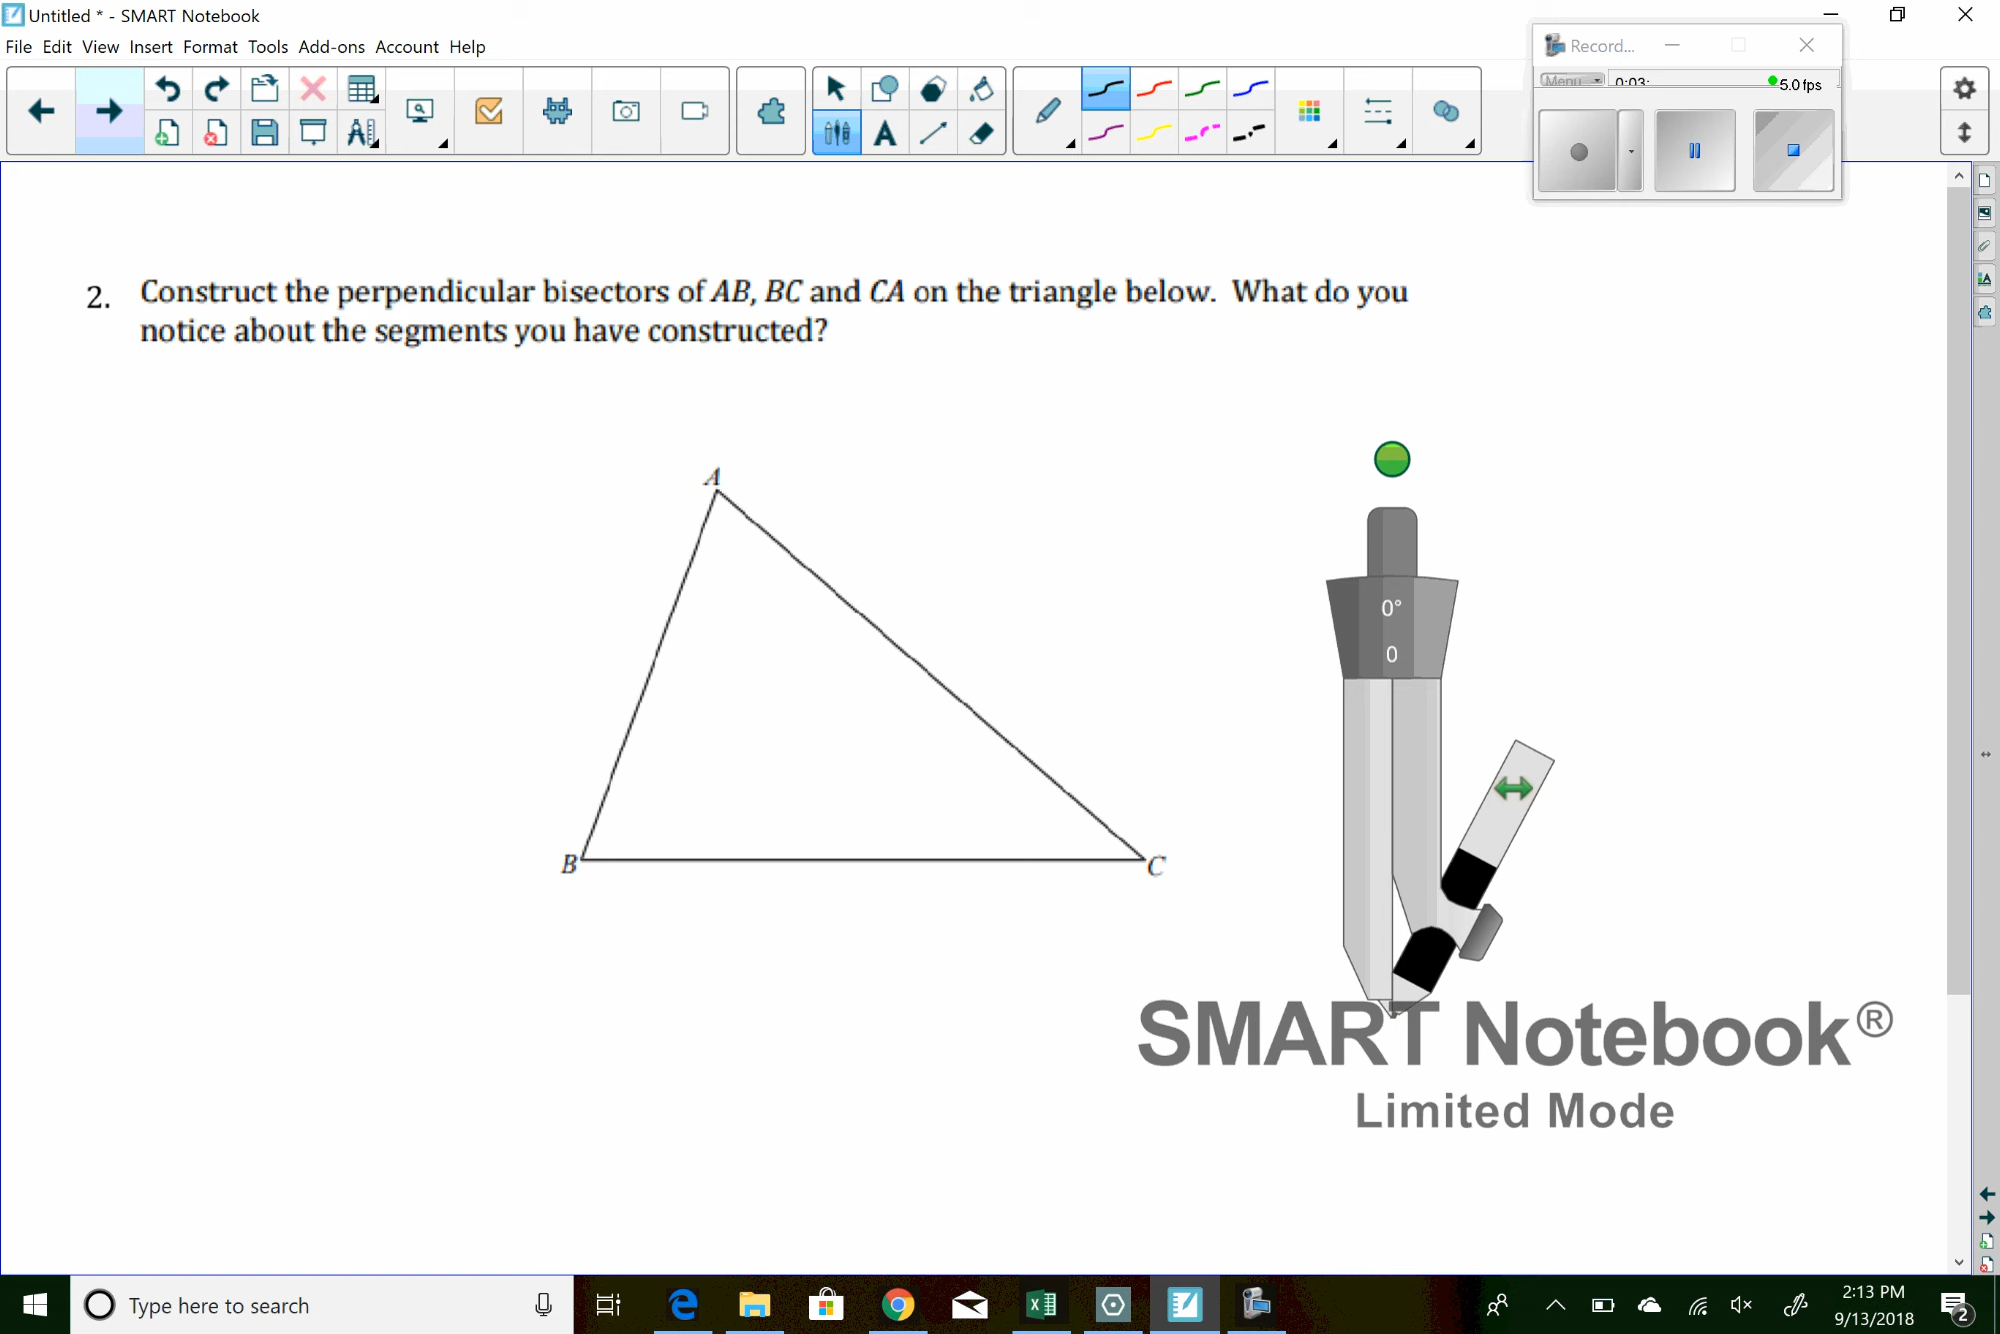 Untitled * - SMART Notebook
File Edit View Insert Format Tools Add-ons Account Help
Record...
Menu
0:03:
5.0 fps
2. Construct the perpendicular bisectors of AB, BC and CA on the triangle below. What do you
notice about the segments you have constructed?
A
B
C
0°
0
SMART Notebook®
Limited Mode
Type here to search
2:13 PM
9/13/2018
2